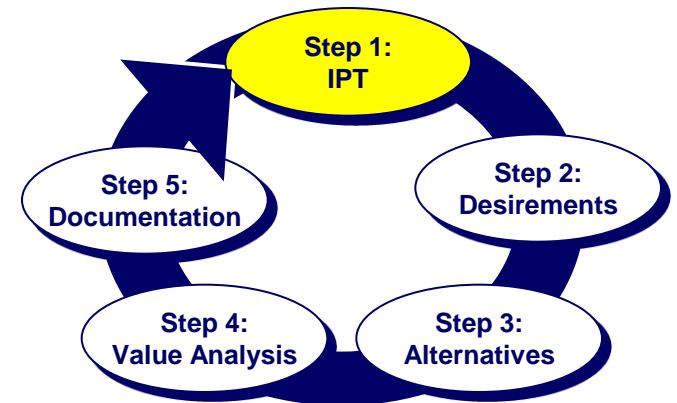 Step 1:
IPT
Step 2:
Desirements
Step 3:
Alternatives
Step 4:
Value Analysis
Step 5:
Documentation